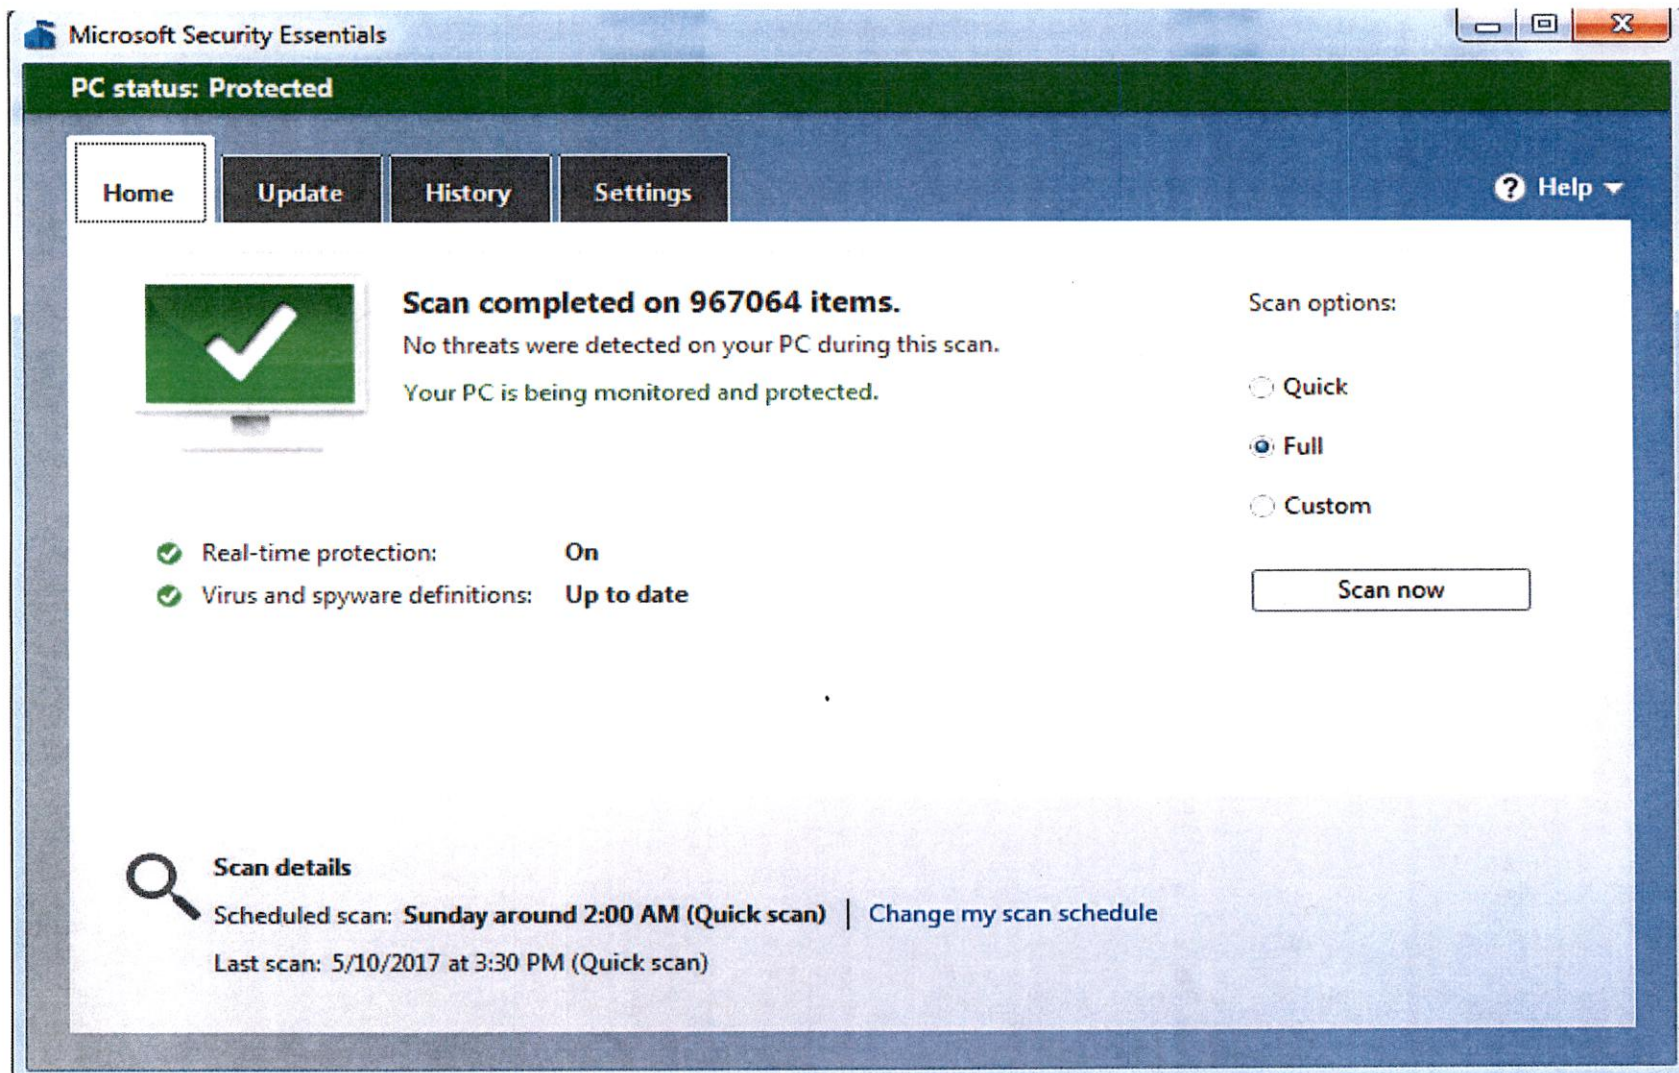 Microsoft Security Essentials
PC status: Protected
Home Update History Settings Help
Scan completed on 967064 items.
No threats were detected on your PC during this scan.
Your PC is being monitored and protected.
Scan options:
Quick
Full
Custom
Scan now
Real-time protection: On
Virus and spyware definitions: Up to date
Scan details
Scheduled scan: Sunday around 2:00 AM (Quick scan) | Change my scan schedule
Last scan: 5/10/2017 at 3:30 PM (Quick scan)